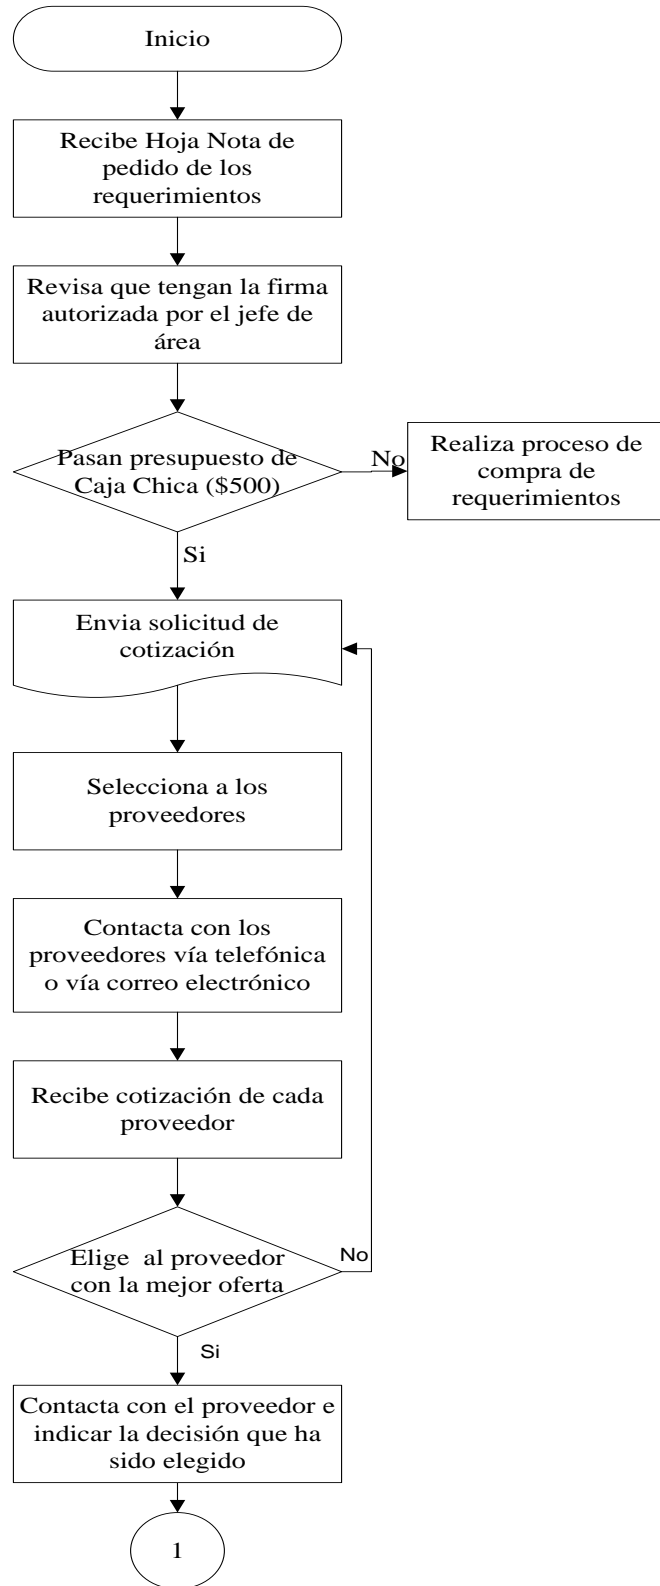 Inicio
Recibe Hoja Nota de
pedido de los
requerimientos
Revisa que tengan la firma
autorizada por el jefe de
área
Pasan presupuesto de
Caja Chica ($500)
No
Realiza proceso de
compra de
requerimientos
Si
Envia solicitud de
cotización
Selecciona a los
proveedores
Contacta con los
proveedores vía telefónica
o vía correo electrónico
Recibe cotización de cada
proveedor
Elige al proveedor
con la mejor oferta
No
Si
Contacta con el proveedor e
indicar la decisión que ha
sido elegido
1